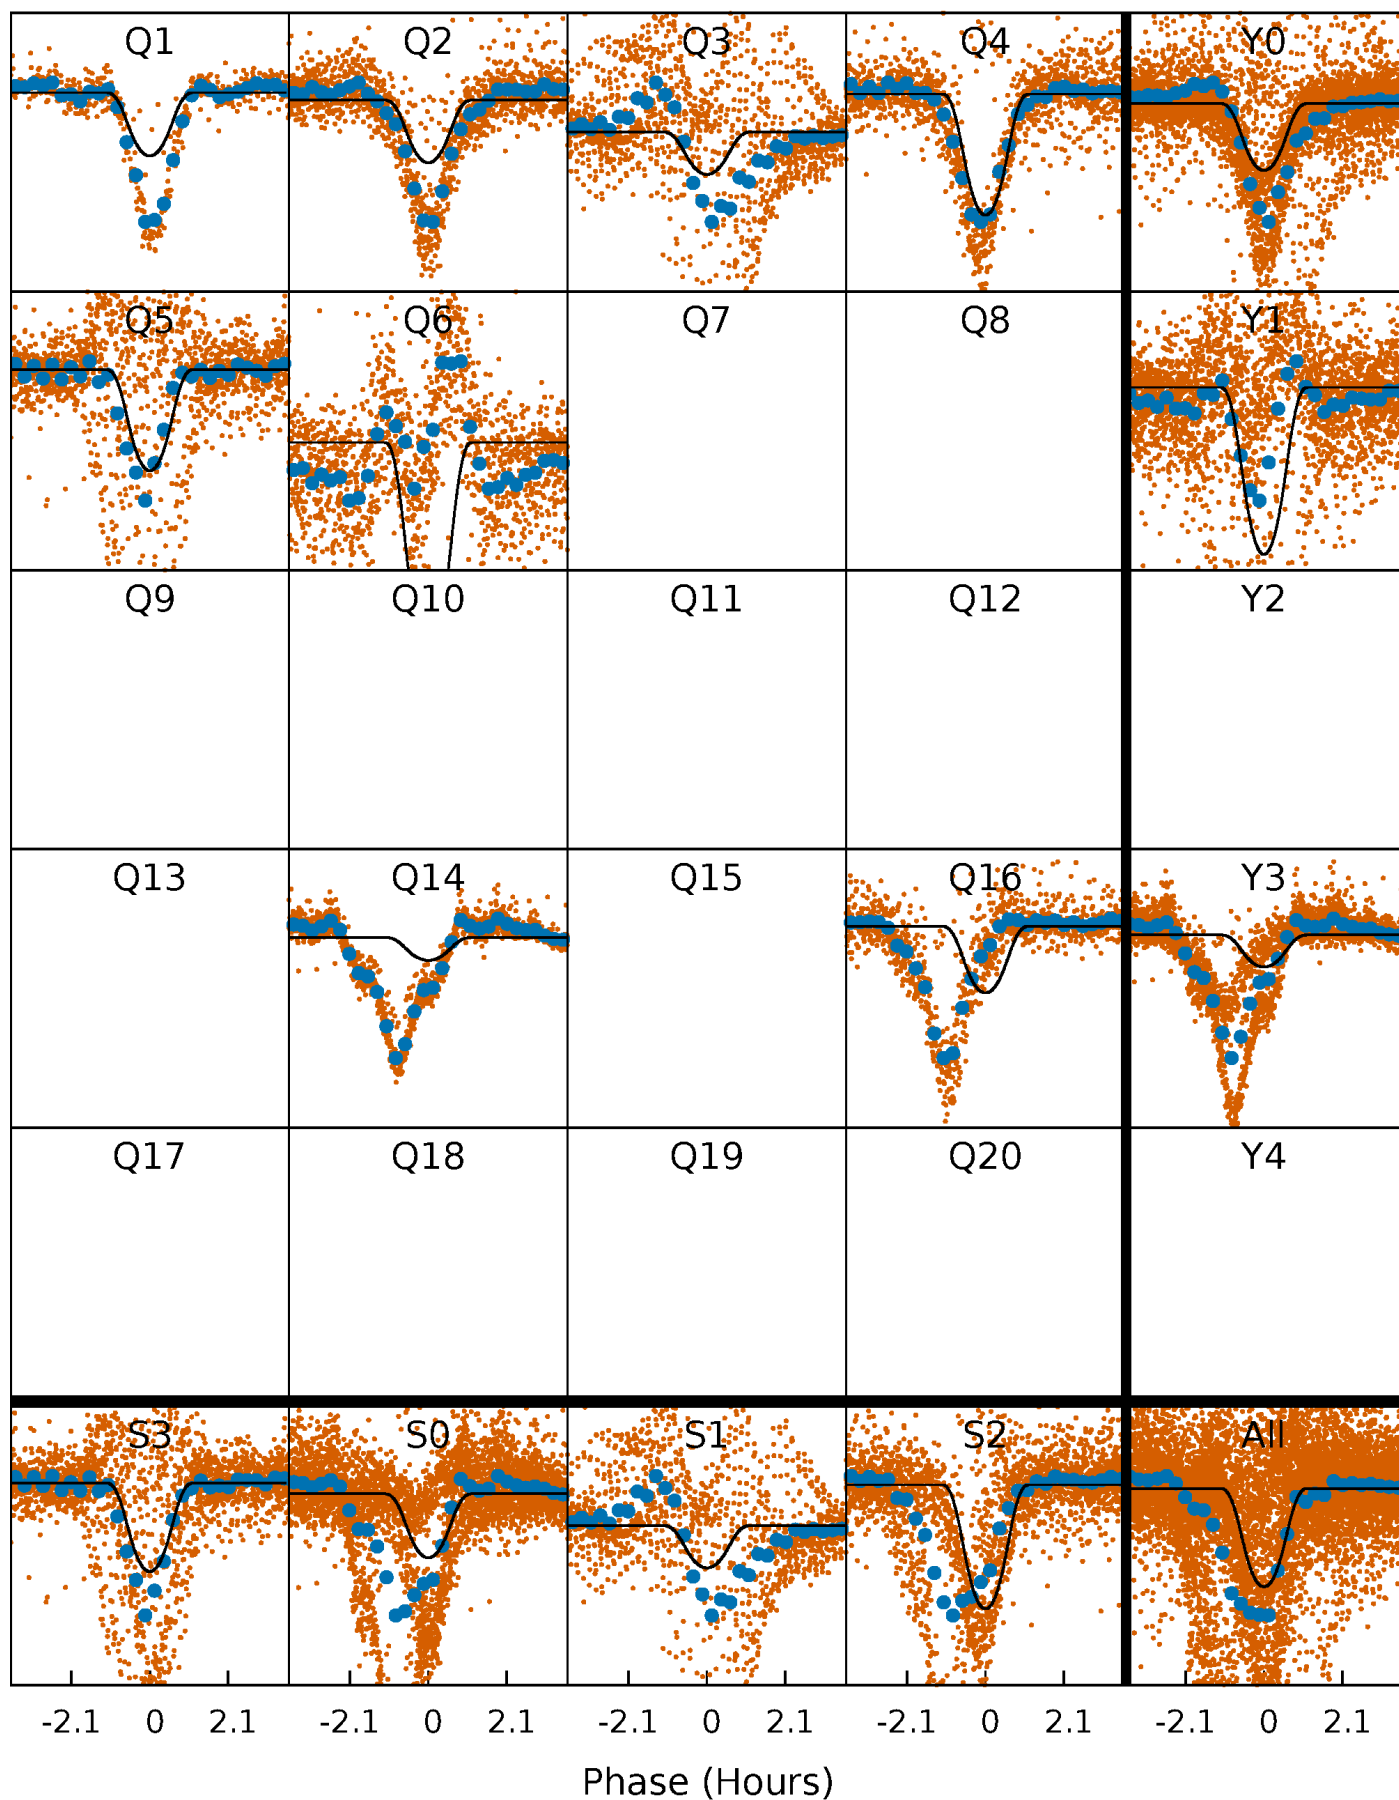 Q1 Q2 Q3 Q4 Y0
Q5 Q6 Q7 Q8 Y1
Q9 Q10 Q11 Q12 Y2
Q13 Q14 Q15 Q16 Y3
Q17 Q18 Q19 Q20 Y4
S3 S0 S1 S2 All
-2.1 0 2.1 -2.1 0 2.1 -2.1 0 2.1 -2.1 0 2.1 -2.1 0 2.1
Phase (Hours)